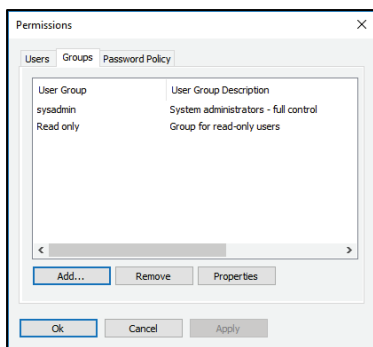 Permissions
Users Groups Password Policy
User Group User Group Description
sysadmin System administrators - full control
Read only Group for read-only users
Add... Remove Properties
Ok Cancel Apply